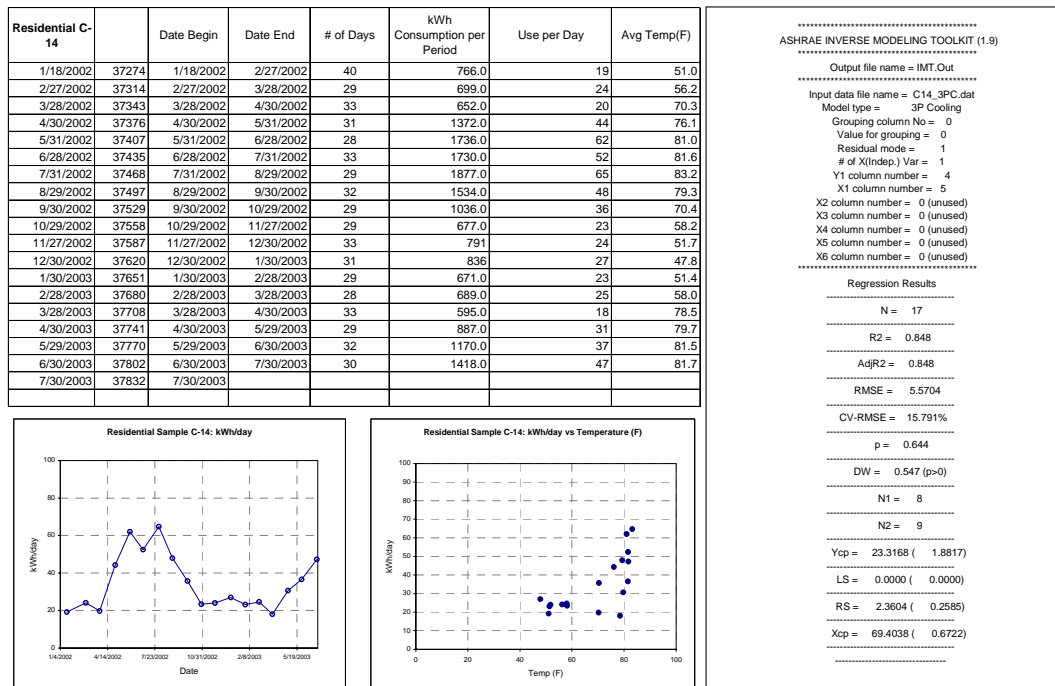 Residential C-14 Date Begin Date End # of Days kWh Consumption per Period Use per Day Avg Temp(F)
1/18/2002 37274 1/18/2002 2/27/2002 40 766.0 19 51.0
2/27/2002 37314 2/27/2002 3/28/2002 29 699.0 24 56.2
3/28/2002 37343 3/28/2002 4/30/2002 33 652.0 20 70.3
4/30/2002 37376 4/30/2002 5/31/2002 31 1372.0 44 76.1
5/31/2002 37407 5/31/2002 6/28/2002 28 1736.0 62 81.0
6/28/2002 37435 6/28/2002 7/31/2002 33 1730.0 52 81.6
7/31/2002 37468 7/31/2002 8/29/2002 29 1877.0 65 83.2
8/29/2002 37497 8/29/2002 9/30/2002 32 1534.0 48 79.3
9/30/2002 37529 9/30/2002 10/29/2002 29 1036.0 36 70.4
10/29/2002 37558 10/29/2002 11/27/2002 29 677.0 23 58.2
11/27/2002 37587 11/27/2002 12/30/2002 33 791 24 51.7
12/30/2002 37620 12/30/2002 1/30/2003 31 836 27 47.8
1/30/2003 37651 1/30/2003 2/28/2003 29 671.0 23 51.4
2/28/2003 37680 2/28/2003 3/28/2003 28 689.0 25 58.0
3/28/2003 37708 3/28/2003 4/30/2003 33 595.0 18 78.5
4/30/2003 37741 4/30/2003 5/29/2003 29 887.0 31 79.7
5/29/2003 37770 5/29/2003 6/30/2003 32 1170.0 37 81.5
6/30/2003 37802 6/30/2003 7/30/2003 30 1418.0 47 81.7
7/30/2003 37832 7/30/2003
Residential Sample C-14: kWh/day
100
80
60
40
20
0
kWh/day
1/4/2002 4/14/2002 7/23/2002 10/31/2002 2/8/2003 5/19/2003
Date
Residential Sample C-14: kWh/day vs Temperature (F)
100
90
80
70
60
50
40
30
20
10
0
kWh/day
0 20 40 60 80 100
Temp (F)
********************************************
ASHRAE INVERSE MODELING TOOLKIT (1.9)
********************************************
Output file name = IMT.Out
********************************************
Input data file name = C14_3PC.dat
Model type = 3P Cooling
Grouping column No = 0
Value for grouping = 0
Residual mode = 1
# of X(Indep.) Var = 1
Y1 column number = 4
X1 column number = 5
X2 column number = 0 (unused)
X3 column number = 0 (unused)
X4 column number = 0 (unused)
X5 column number = 0 (unused)
X6 column number = 0 (unused)
********************************************
Regression Results
--------------------------------------
N = 17
--------------------------------------
R2 = 0.848
--------------------------------------
AdjR2 = 0.848
--------------------------------------
RMSE = 5.5704
--------------------------------------
CV-RMSE = 15.791%
--------------------------------------
p = 0.644
--------------------------------------
DW = 0.547 (p>0)
--------------------------------------
N1 = 8
--------------------------------------
N2 = 9
--------------------------------------
Ycp = 23.3168 ( 1.8817)
--------------------------------------
LS = 0.0000 ( 0.0000)
--------------------------------------
RS = 2.3604 ( 0.2585)
--------------------------------------
Xcp = 69.4038 ( 0.6722)
--------------------------------------
---------------------------------